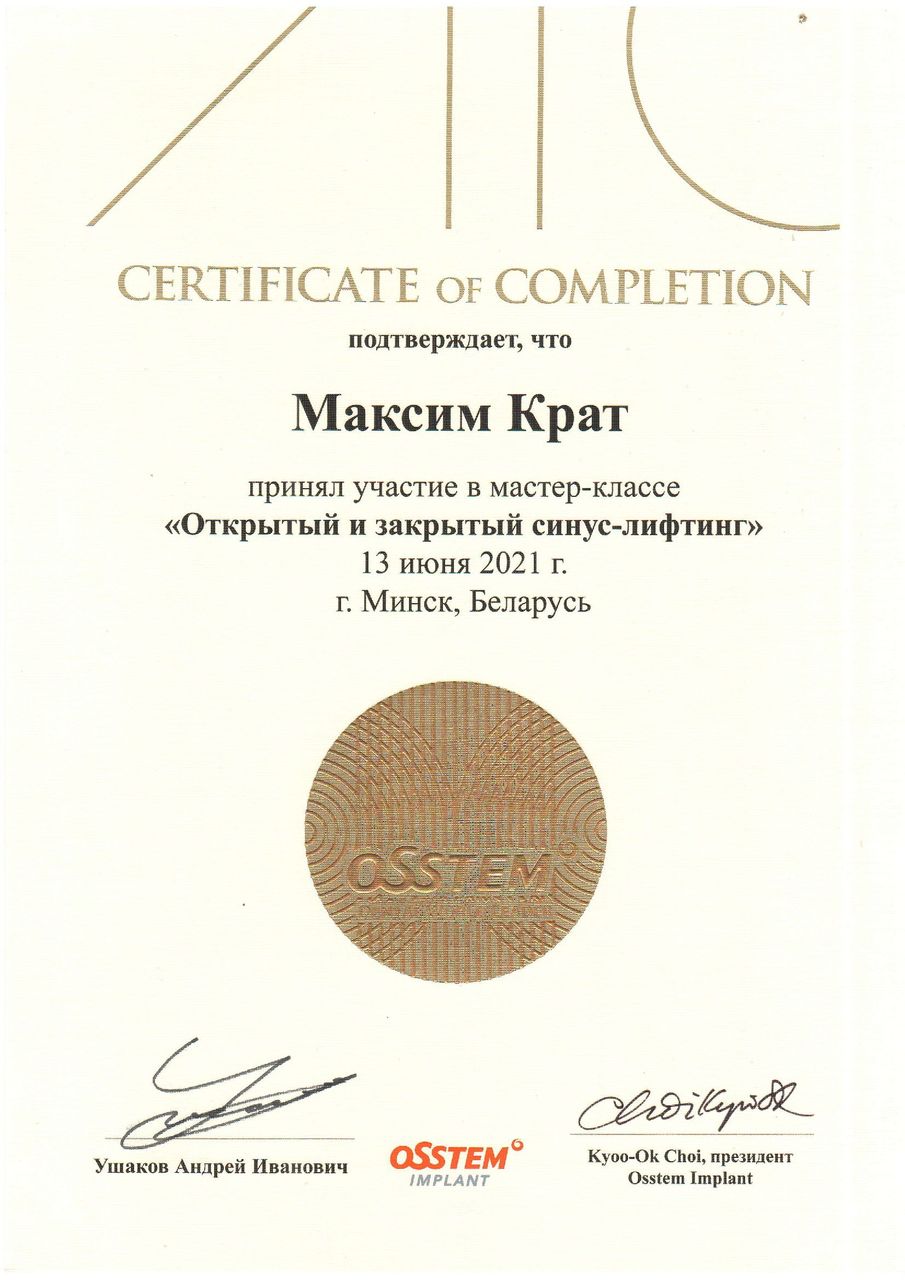 CERTIFICATE OF COMPLETION
подтверждает, что
Максим Крат
принял участие в мастер-классе
«Открытый и закрытый синус-лифтинг»
13 июня 2021 г.
г. Минск, Беларусь
OSSTEM
Ушаков Андрей Иванович
OSSTEM
IMPLANT
Kyoo-Ok Choi, президент
Osstem Implant